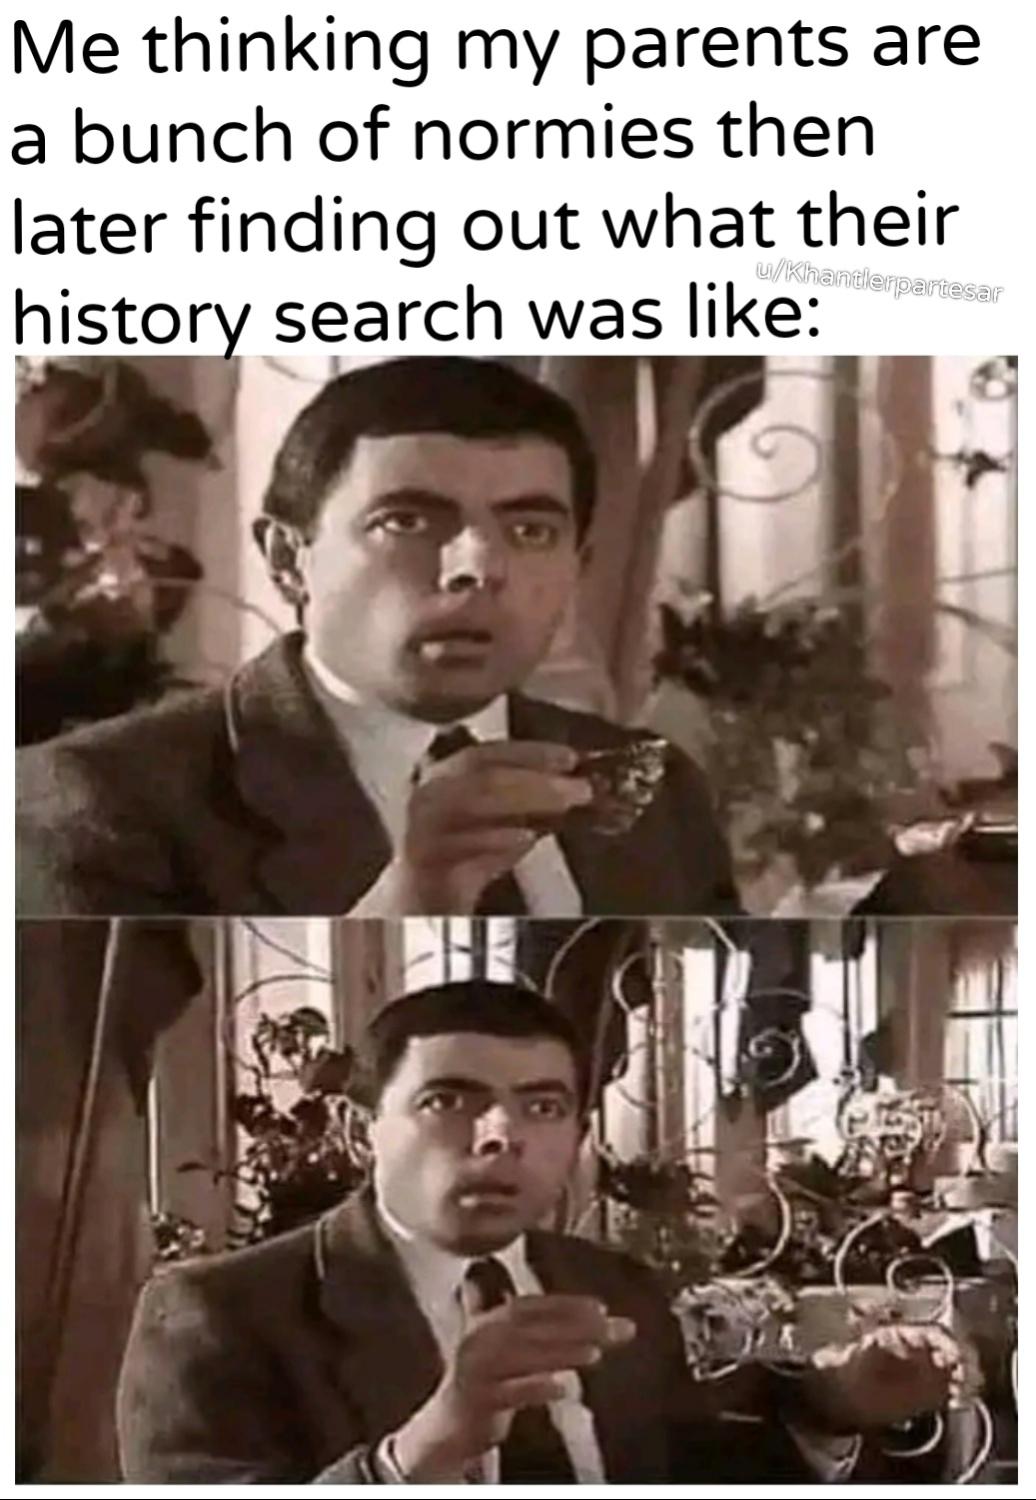 Me thinking my parents are
a bunch of normies then
later finding out what their
u/Khantlerpartesar
history search was like: